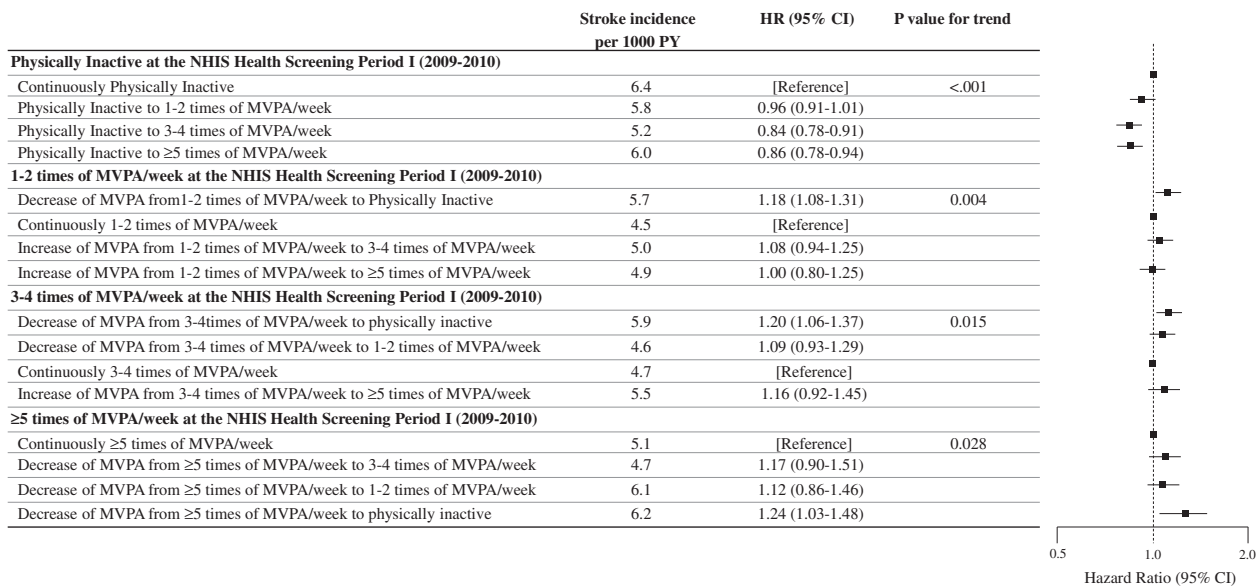 Stroke incidence per 1000 PY HR (95% CI) P value for trend
Physically Inactive at the NHIS Health Screening Period I (2009-2010)
Continuously Physically Inactive 6.4 [Reference] <.001
Physically Inactive to 1-2 times of MVPA/week 5.8 0.96 (0.91-1.01)
Physically Inactive to 3-4 times of MVPA/week 5.2 0.84 (0.78-0.91)
Physically Inactive to ≥5 times of MVPA/week 6.0 0.86 (0.78-0.94)
1-2 times of MVPA/week at the NHIS Health Screening Period I (2009-2010)
Decrease of MVPA from1-2 times of MVPA/week to Physically Inactive 5.7 1.18 (1.08-1.31) 0.004
Continuously 1-2 times of MVPA/week 4.5 [Reference]
Increase of MVPA from 1-2 times of MVPA/week to 3-4 times of MVPA/week 5.0 1.08 (0.94-1.25)
Increase of MVPA from 1-2 times of MVPA/week to ≥5 times of MVPA/week 4.9 1.00 (0.80-1.25)
3-4 times of MVPA/week at the NHIS Health Screening Period I (2009-2010)
Decrease of MVPA from 3-4times of MVPA/week to physically inactive 5.9 1.20 (1.06-1.37) 0.015
Decrease of MVPA from 3-4 times of MVPA/week to 1-2 times of MVPA/week 4.6 1.09 (0.93-1.29)
Continuously 3-4 times of MVPA/week 4.7 [Reference]
Increase of MVPA from 3-4 times of MVPA/week to ≥5 times of MVPA/week 5.5 1.16 (0.92-1.45)
≥5 times of MVPA/week at the NHIS Health Screening Period I (2009-2010)
Continuously ≥5 times of MVPA/week 5.1 [Reference] 0.028
Decrease of MVPA from ≥5 times of MVPA/week to 3-4 times of MVPA/week 4.7 1.17 (0.90-1.51)
Decrease of MVPA from ≥5 times of MVPA/week to 1-2 times of MVPA/week 6.1 1.12 (0.86-1.46)
Decrease of MVPA from ≥5 times of MVPA/week to physically inactive 6.2 1.24 (1.03-1.48)
0.5 1.0 2.0
Hazard Ratio (95% CI)